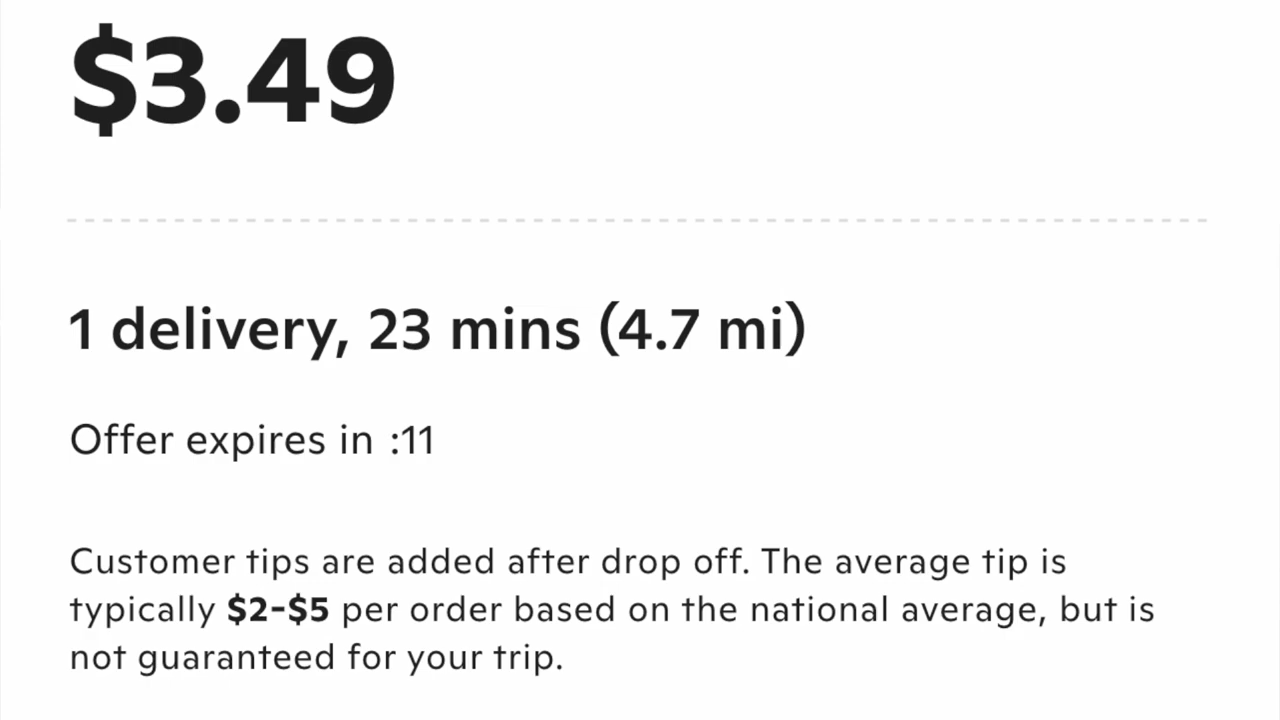 $3.49
1 delivery, 23 mins (4.7 mi)
Offer expires in :11
Customer tips are added after drop off. The average tip is
typically $2-$5 per order based on the national average, but is
not guaranteed for your trip.